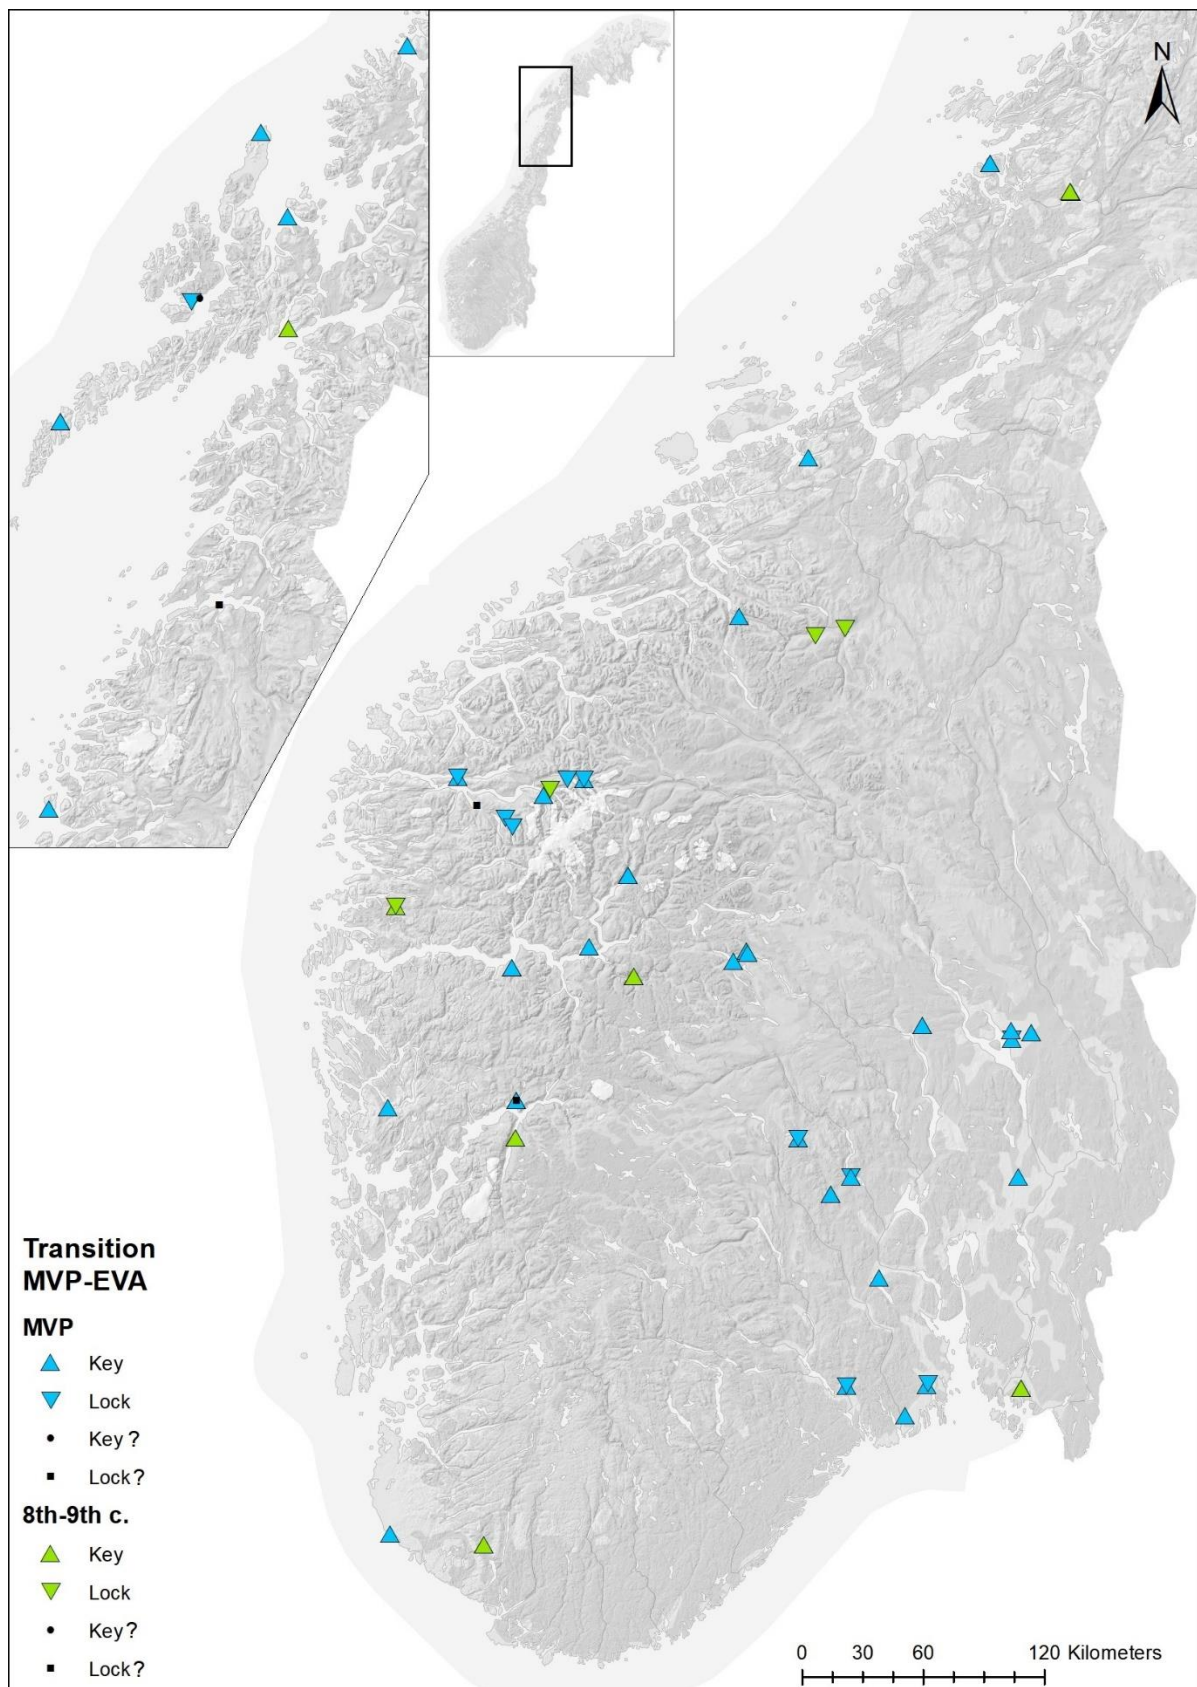 N
Transition
MVP-EVA
MVP
Key
Lock
Key?
Lock?
8th-9th c.
Key
Lock
Key?
Lock?
0 30 60 120 Kilometers